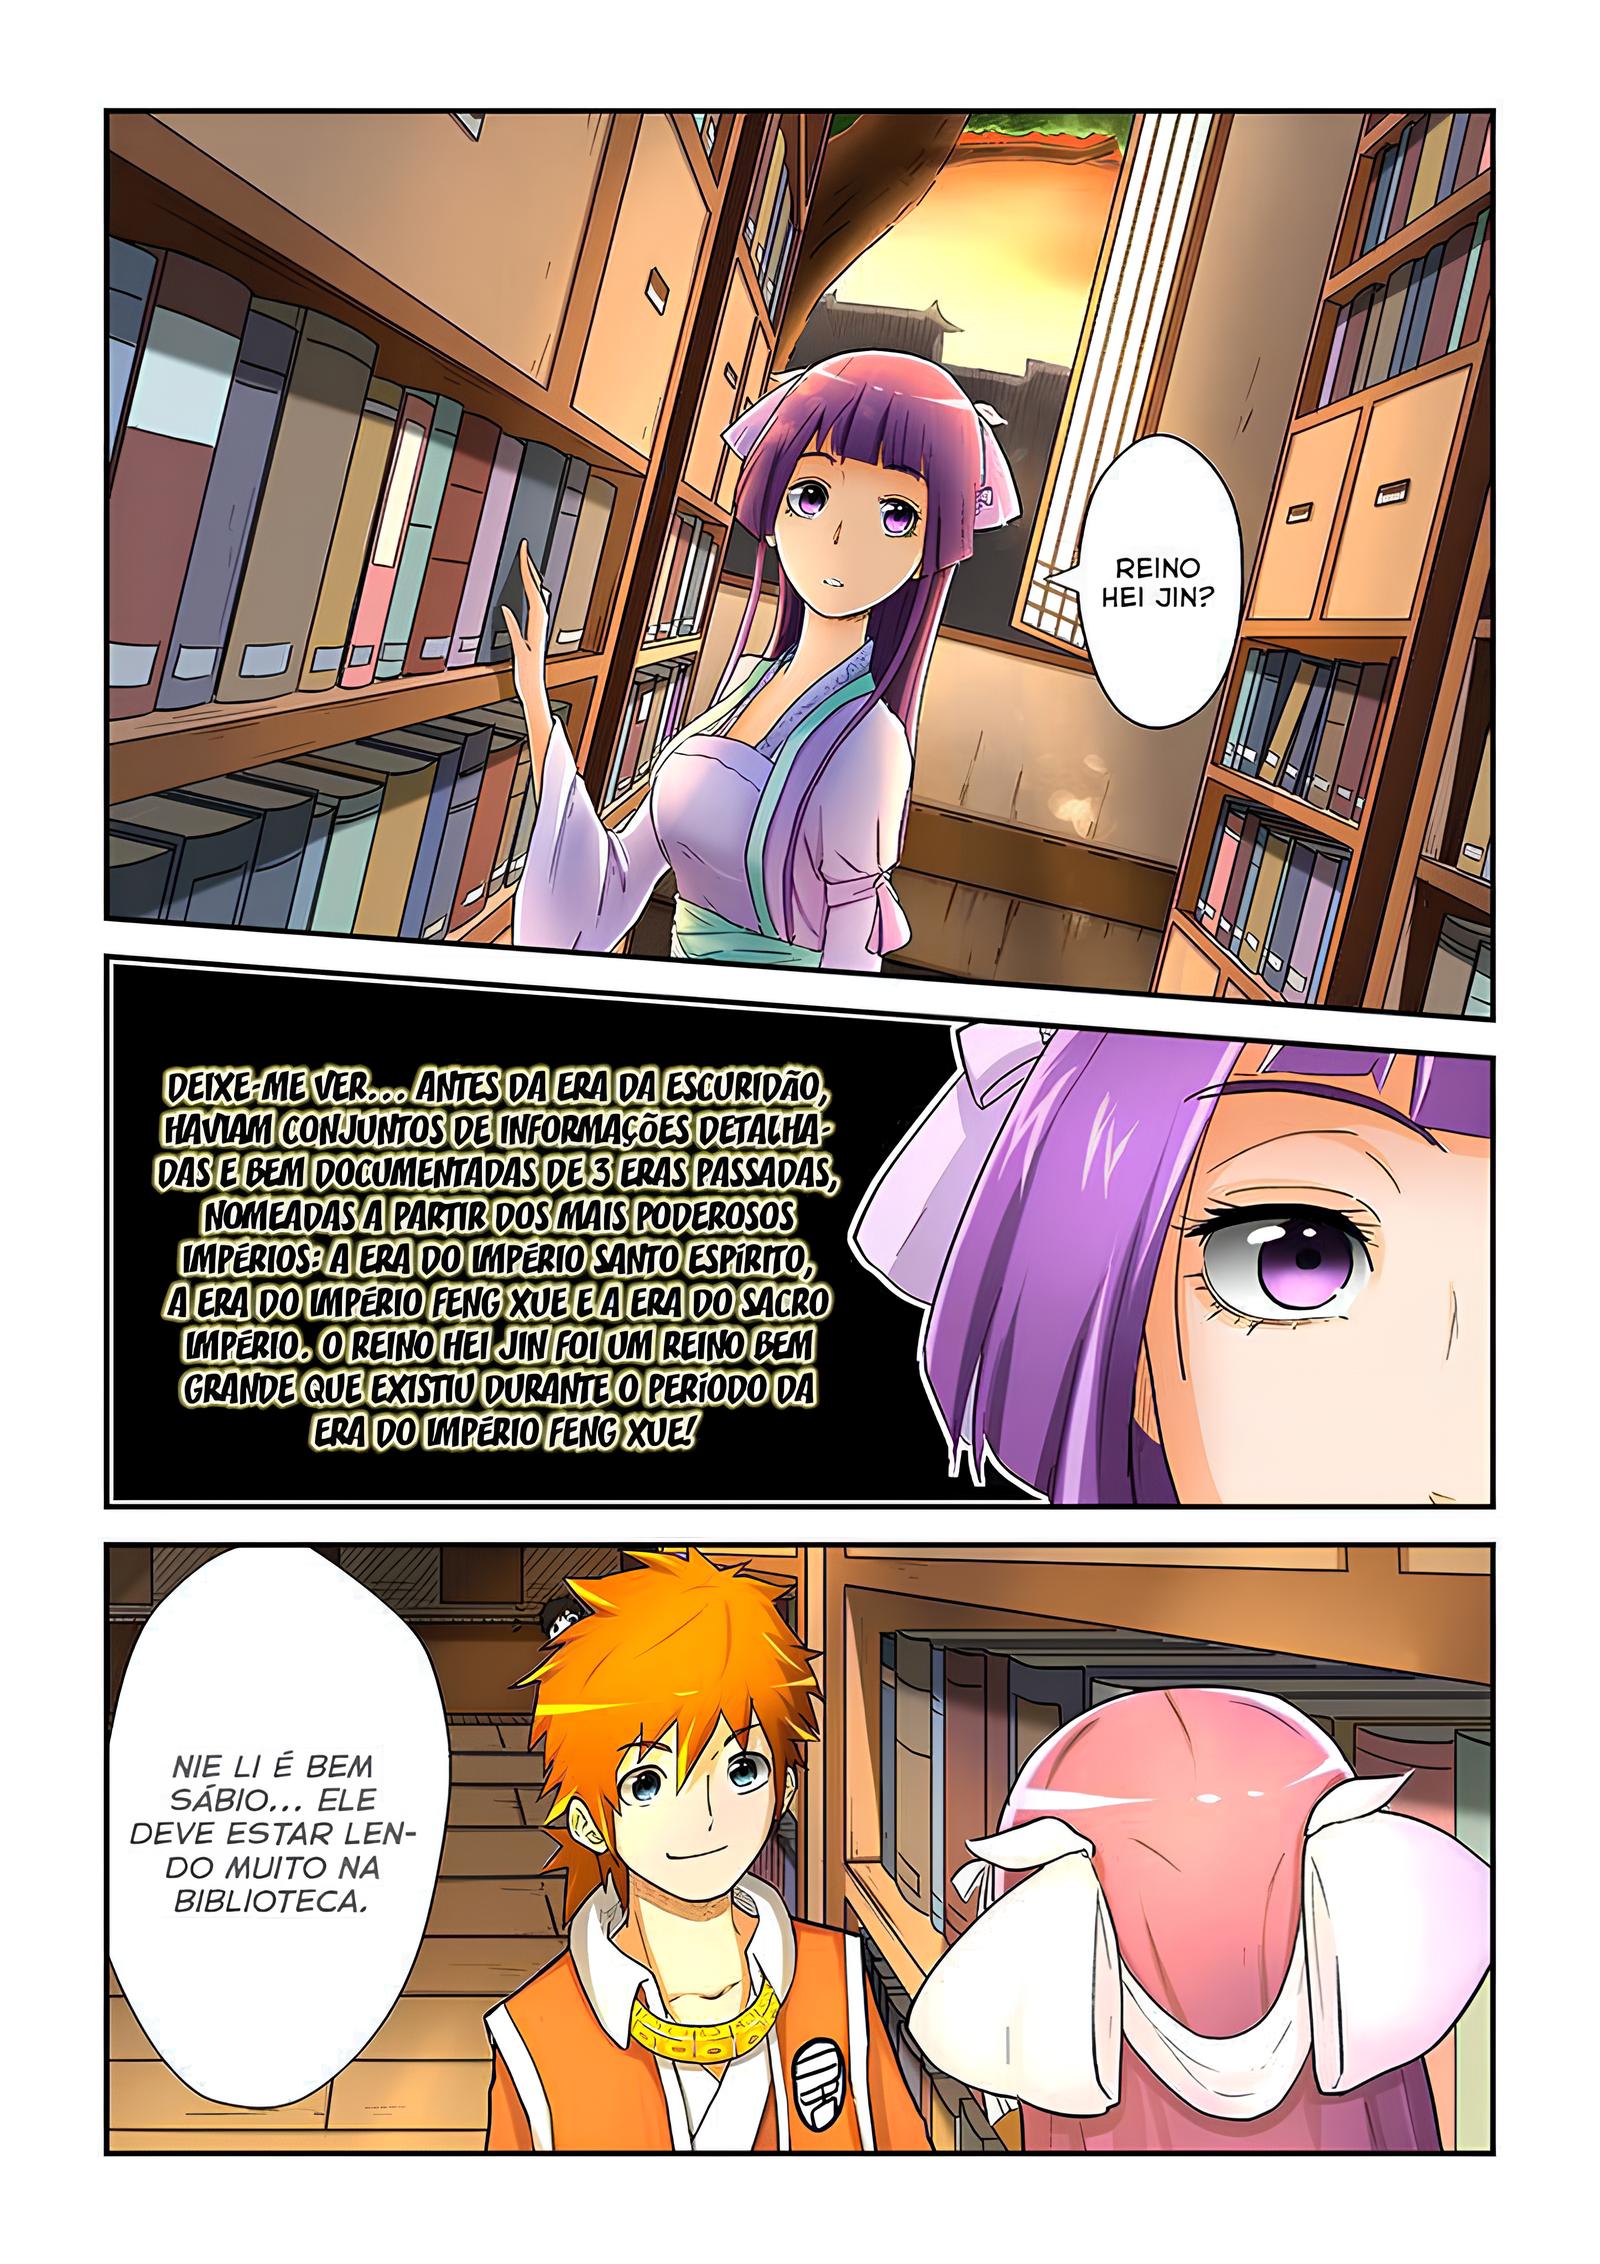 REINO
HEI JIN?
DEIXE-ME VER... ANTES DA ERA DA ESCURIDÃO,
HAVIAM CONJUNTOS DE INFORMAÇÕES DETALHA-
DAS E BEM DOCUMENTADAS DE 3 ERAS PASSADAS,
NOMEADAS A PARTIR DOS MAIS PODEROSOS
IMPÉRIOS: A ERA DO IMPÉRIO SANTO ESPÍRITO,
A ERA DO IMPÉRIO FENG XUE E A ERA DO SACRO
IMPÉRIO. O REINO HEI JIN FOI UM REINO BEM
GRANDE QUE EXISTIU DURANTE O PERÍODO DA
ERA DO IMPÉRIO FENG XUE!
NIE LI É BEM
SÁBIO... ELE
DEVE ESTAR LEN-
DO MUITO NA
BIBLIOTECA.